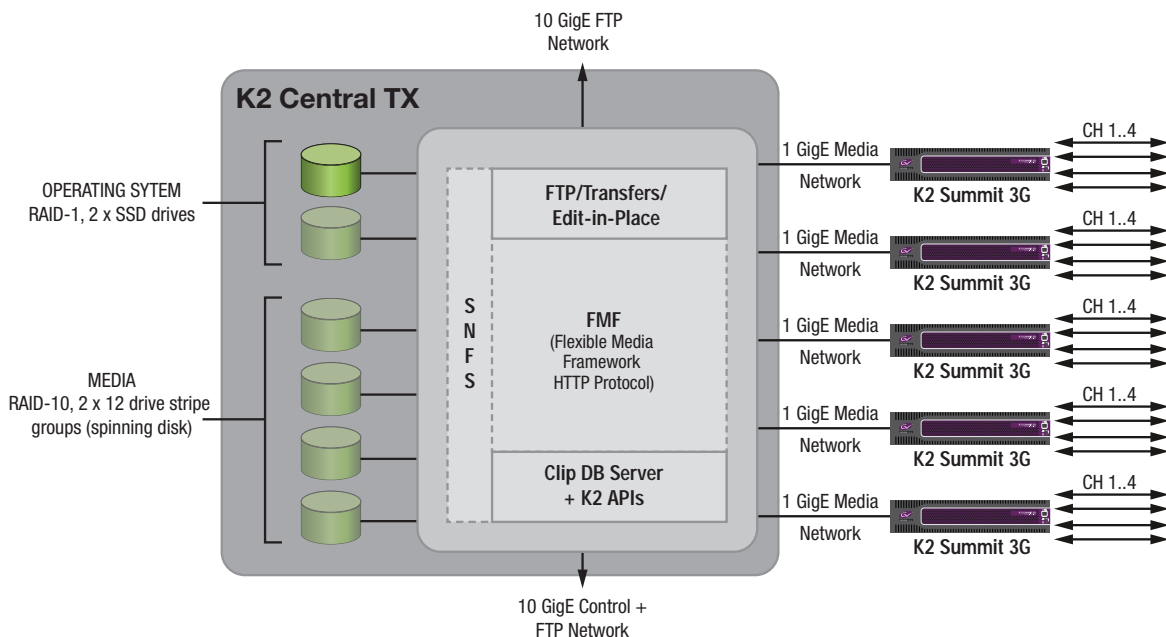 10 GigE FTP
Network
K2 Central TX
OPERATING SYTEM
RAID-1, 2 x SSD drives
MEDIA
RAID-10, 2 x 12 drive stripe
groups (spinning disk)
S
N
F
S
FTP/Transfers/
Edit-in-Place
FMF
(Flexible Media
Framework
HTTP Protocol)
Clip DB Server
+ K2 APIs
1 GigE Media
Network
K2 Summit 3G
CH 1..4
1 GigE Media
Network
K2 Summit 3G
CH 1..4
1 GigE Media
Network
K2 Summit 3G
CH 1..4
1 GigE Media
Network
K2 Summit 3G
CH 1..4
1 GigE Media
Network
K2 Summit 3G
CH 1..4
10 GigE Control +
FTP Network